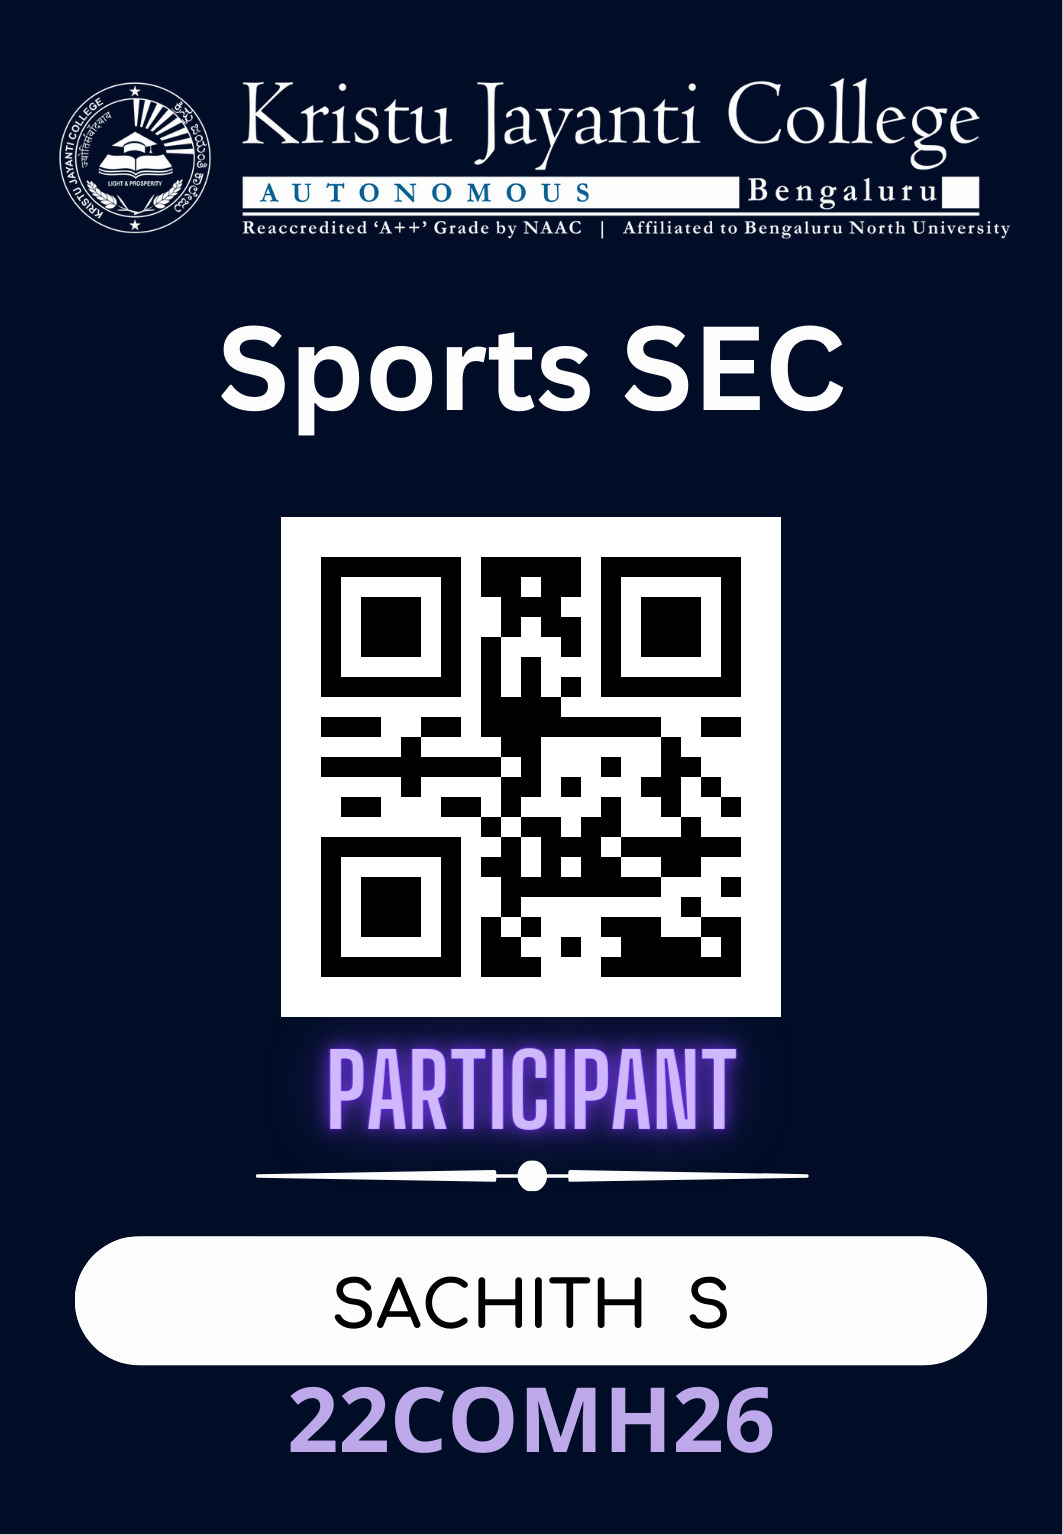 KRISTU JAYANTI COLLEGE
ज्योतिसंवाद्याय
LIGHT & PROSPERITY
Kristu Jayanti College
AUTONOMOUS Bengaluru
Reaccredited ‘A++’ Grade by NAAC | Affiliated to Bengaluru North University
Sports SEC
PARTICIPANT
SACHITH S
22COMH26